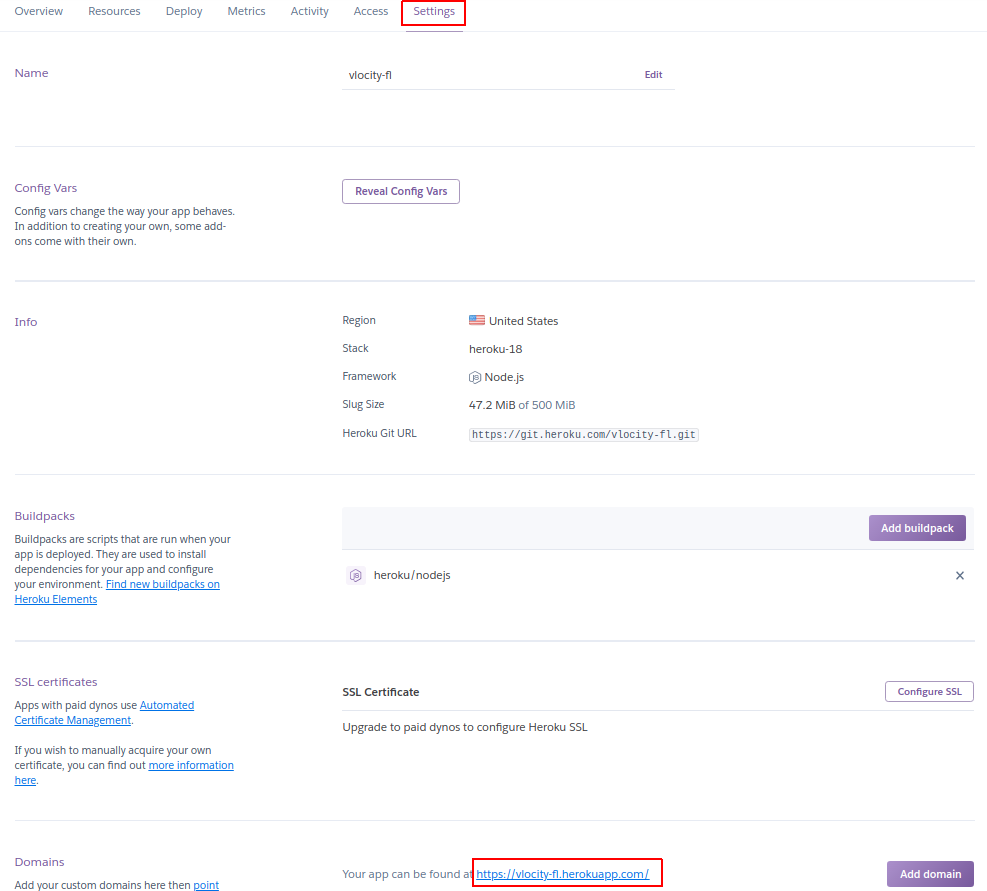 Overview Resources Deploy Metrics Activity Access Settings
Name
vlocity-fl Edit
Config Vars
Config vars change the way your app behaves.
In addition to creating your own, some add-
ons come with their own.
Reveal Config Vars
Info
Region United States
Stack heroku-18
Framework Node.js
Slug Size 47.2 MiB of 500 MiB
Heroku Git URL https://git.heroku.com/vlocity-fl.git
Buildpacks
Buildpacks are scripts that are run when your
app is deployed. They are used to install
dependencies for your app and configure
your environment. Find new buildpacks on
Heroku Elements
Add buildpack
heroku/nodejs
SSL certificates
Apps with paid dynos use Automated
Certificate Management.
If you wish to manually acquire your own
certificate, you can find out more information
here.
SSL Certificate Configure SSL
Upgrade to paid dynos to configure Heroku SSL
Domains
Add your custom domains here then point
Your app can be found at https://vlocity-fl.herokuapp.com/ Add domain